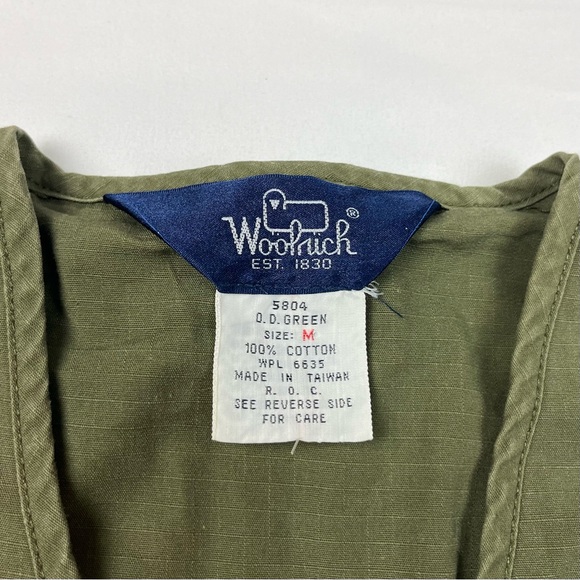 Woolrich ®
EST. 1830
5804
O.D. GREEN
SIZE: M
100% COTTON
WPL 6635
MADE IN TAIWAN
R. O. C.
SEE REVERSE SIDE
FOR CARE